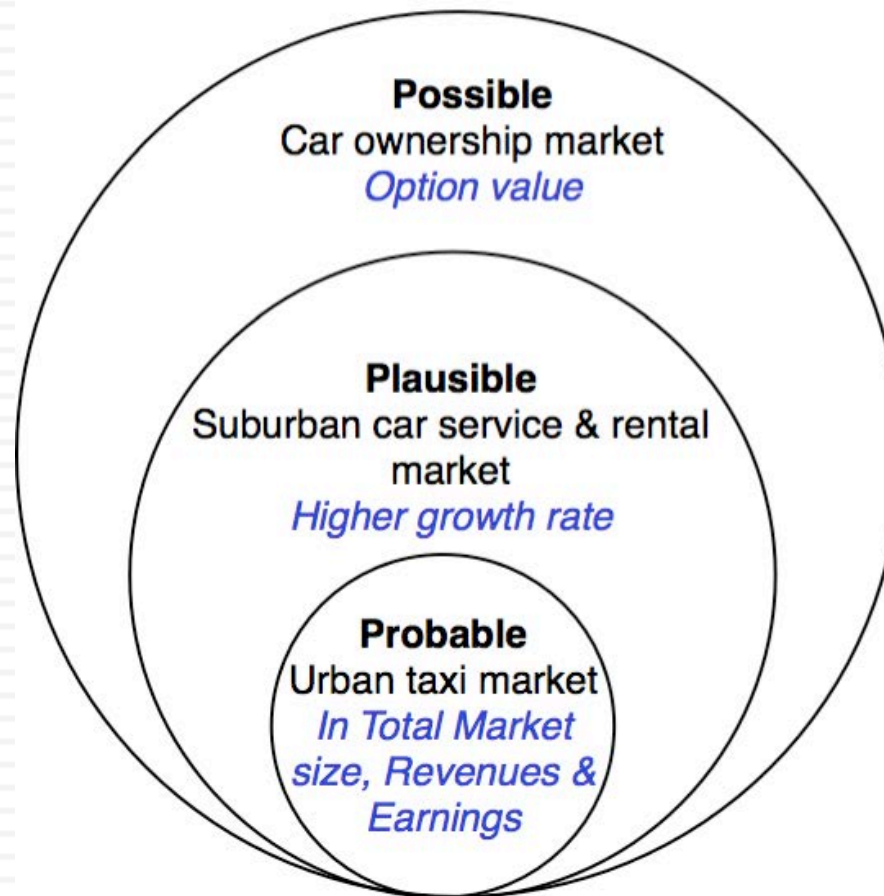 Possible
Car ownership market
Option value
Plausible
Suburban car service & rental
market
Higher growth rate
Probable
Urban taxi market
In Total Market
size, Revenues &
Earnings